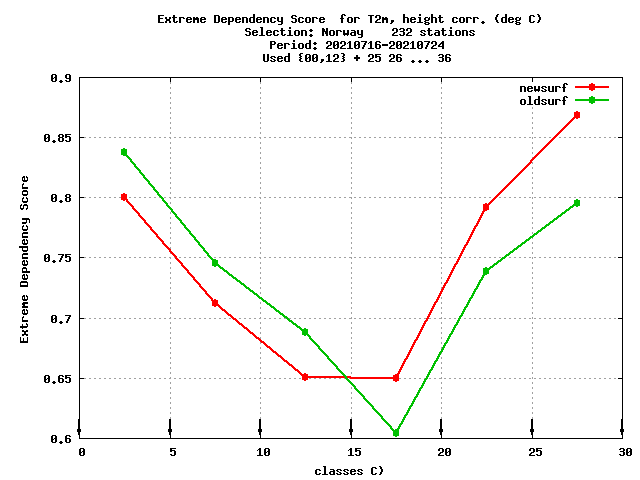 Extreme Dependency Score  for T2m, height corr. (deg C)
Selection: Norway    232 stations
Period: 20210716-20210724
Used {00,12} + 25 26 ... 36
newsurf
oldsurf
0.9
0.85
0.8
0.75
0.7
0.65
0.6
Extreme Dependency Score
0 5 10 15 20 25 30
classes C)